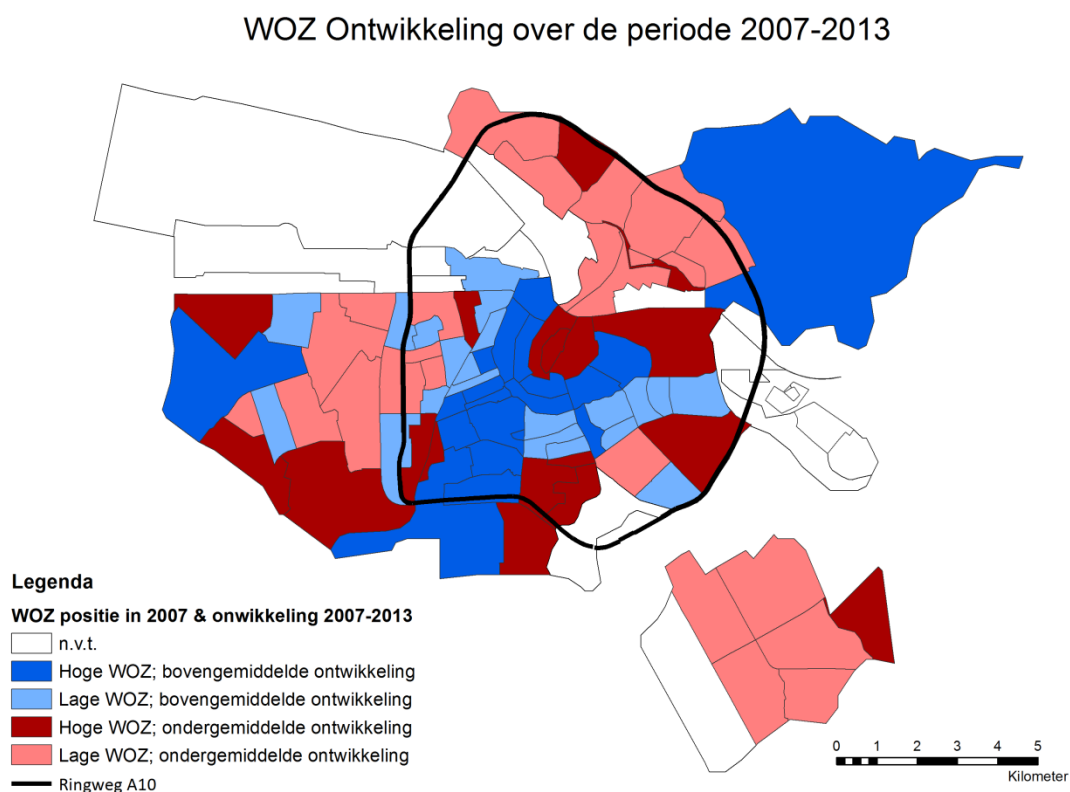 WOZ Ontwikkeling over de periode 2007-2013
Legenda
WOZ positie in 2007 & onwikkeling 2007-2013
n.v.t.
Hoge WOZ; bovengemiddelde ontwikkeling
Lage WOZ; bovengemiddelde ontwikkeling
Hoge WOZ; ondergemiddelde ontwikkeling
Lage WOZ; ondergemiddelde ontwikkeling
Ringweg A10
0 1 2 3 4 5
Kilometer